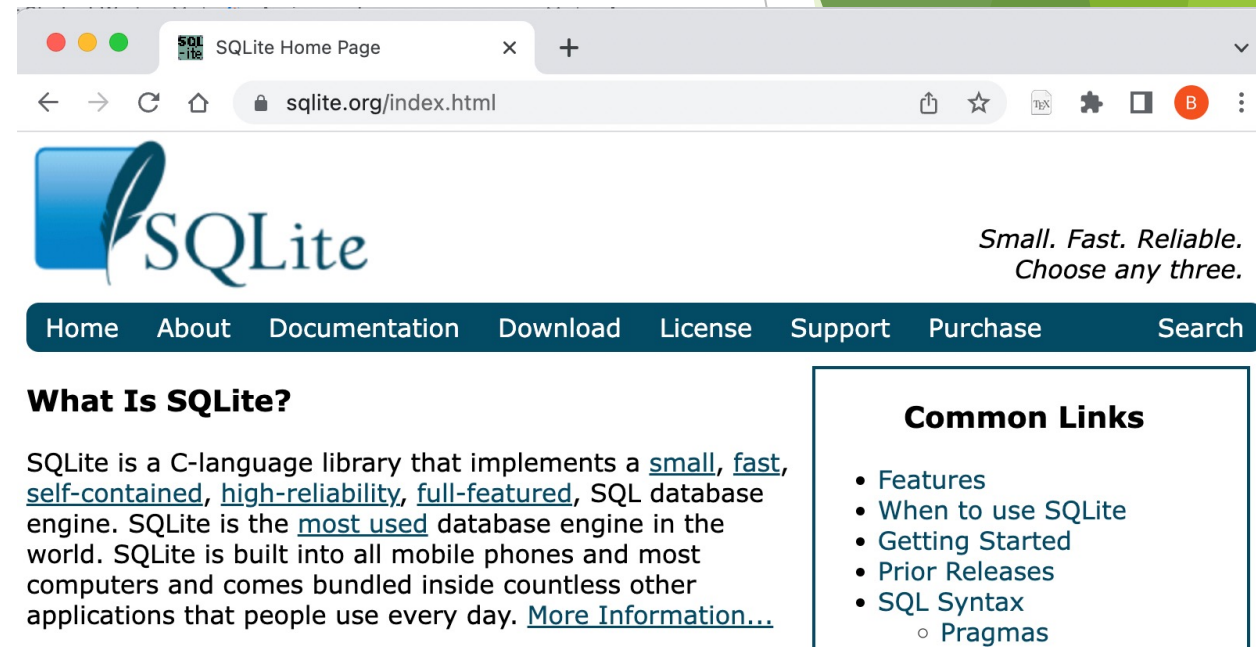 SQL
-ite
SQLite Home Page
sqlite.org/index.html
TEX
B
SQLite
Small. Fast. Reliable.
Choose any three.
Home About Documentation Download License Support Purchase Search
What Is SQLite?
SQLite is a C-language library that implements a small, fast,
self-contained, high-reliability, full-featured, SQL database
engine. SQLite is the most used database engine in the
world. SQLite is built into all mobile phones and most
computers and comes bundled inside countless other
applications that people use every day. More Information...
Common Links
Features
When to use SQLite
Getting Started
Prior Releases
SQL Syntax
Pragmas